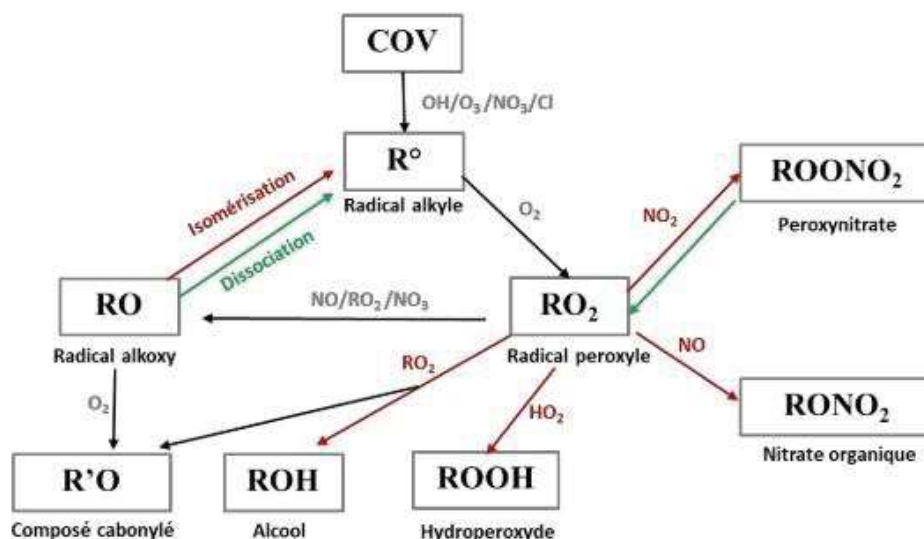 COV
OH/O₃/NO₃/Cl
R°
Radical alkyle
Isomérisation
Dissociation
O₂
NO₂
ROONO₂
Peroxynitrate
RO
Radical alkoxy
NO/RO₂/NO₃
RO₂
Radical peroxyle
NO
O₂
RO₂
HO₂
RONO₂
Nitrate organique
R'O
Composé cabonylé
ROH
Alcool
ROOH
Hydroperoxyde